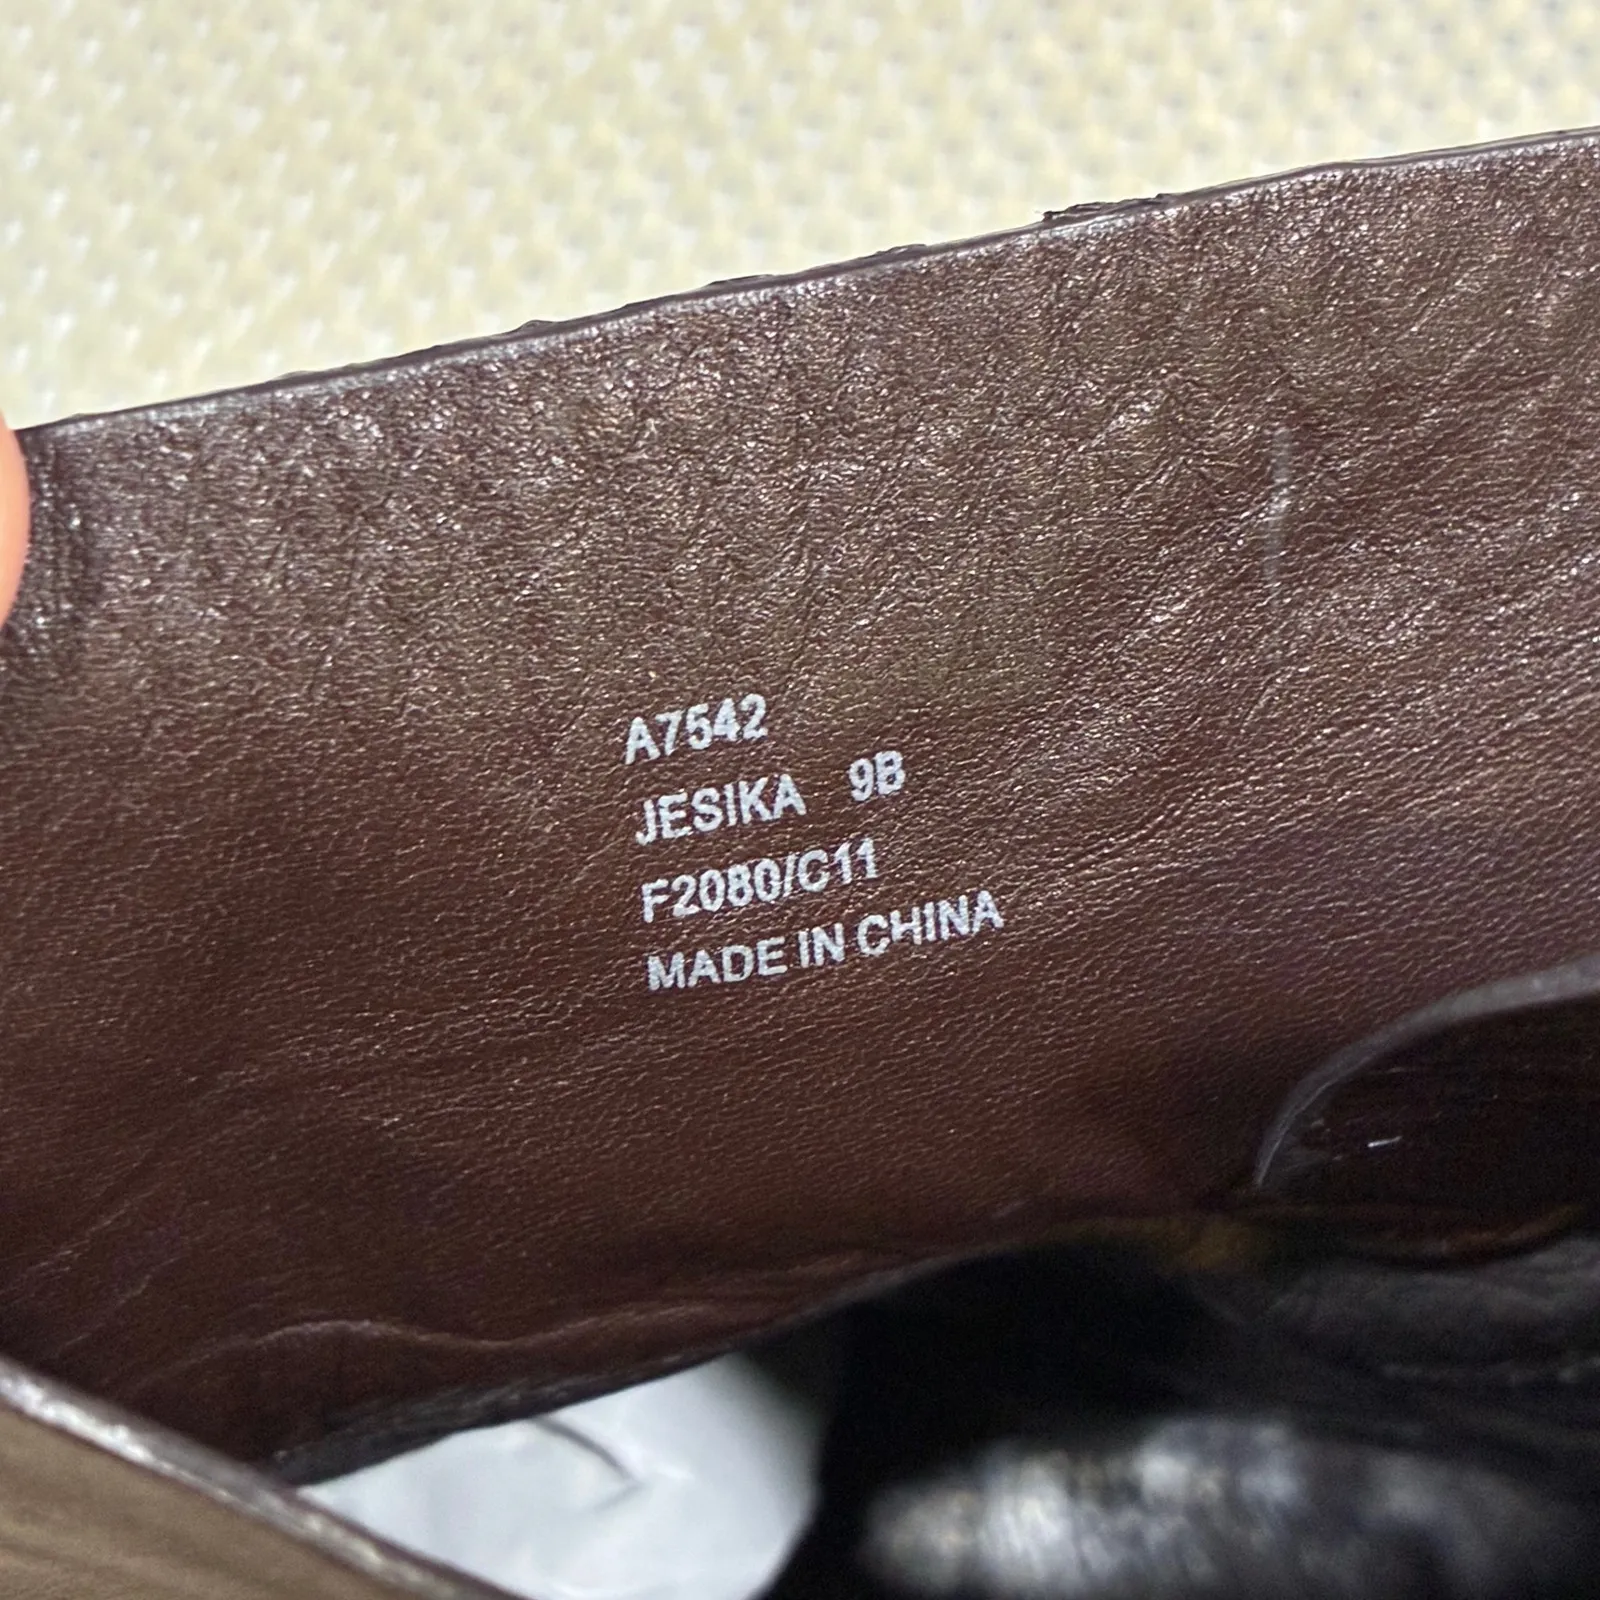 A7542
JESIKA 9B
F2080/C11
MADE IN CHINA